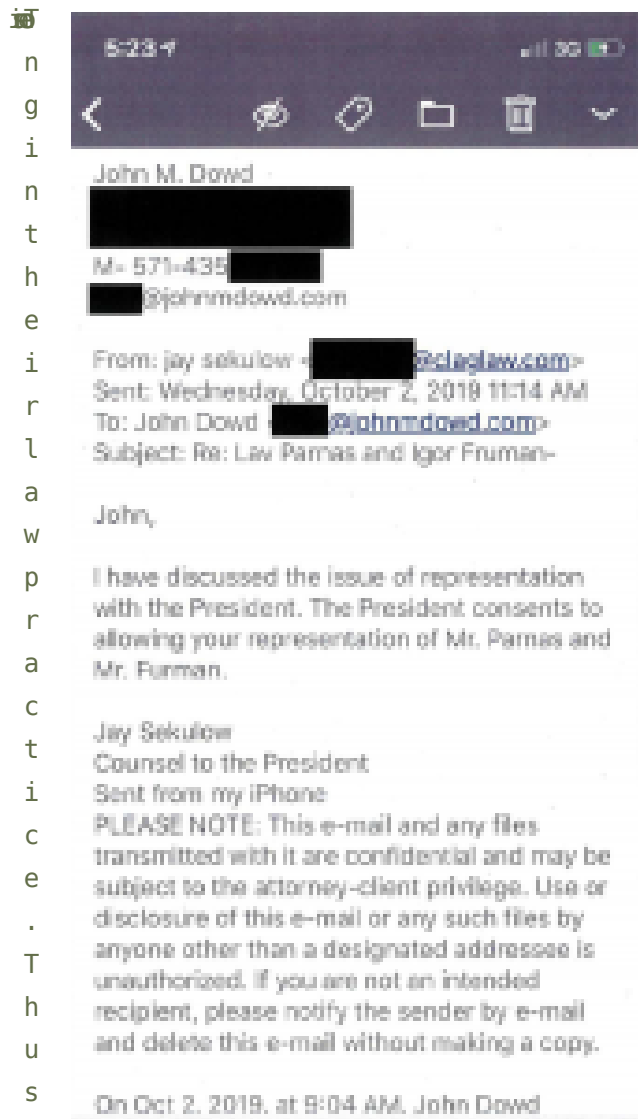 5:23
3G
John M. Dowd
M- 571-435
@johnmdowd.com
From: jay sekulow < @claglaw.com>
Sent: Wednesday, October 2, 2019 11:14 AM
To: John Dowd < @johnmdowd.com>
Subject: Re: Lav Parnas and Igor Fruman-
John,
I have discussed the issue of representation
with the President. The President consents to
allowing your representation of Mr. Parnas and
Mr. Furman.
Jay Sekulow
Counsel to the President
Sent from my iPhone
PLEASE NOTE: This e-mail and any files
transmitted with it are confidential and may be
subject to the attorney-client privilege. Use or
disclosure of this e-mail or any such files by
anyone other than a designated addressee is
unauthorized. If you are not an intended
recipient, please notify the sender by e-mail
and delete this e-mail without making a copy.
On Oct 2, 2019, at 9:04 AM, John Dowd
n
g
i
n
t
h
e
i
r
l
a
w
p
r
a
c
t
i
c
e
.
T
h
u
s